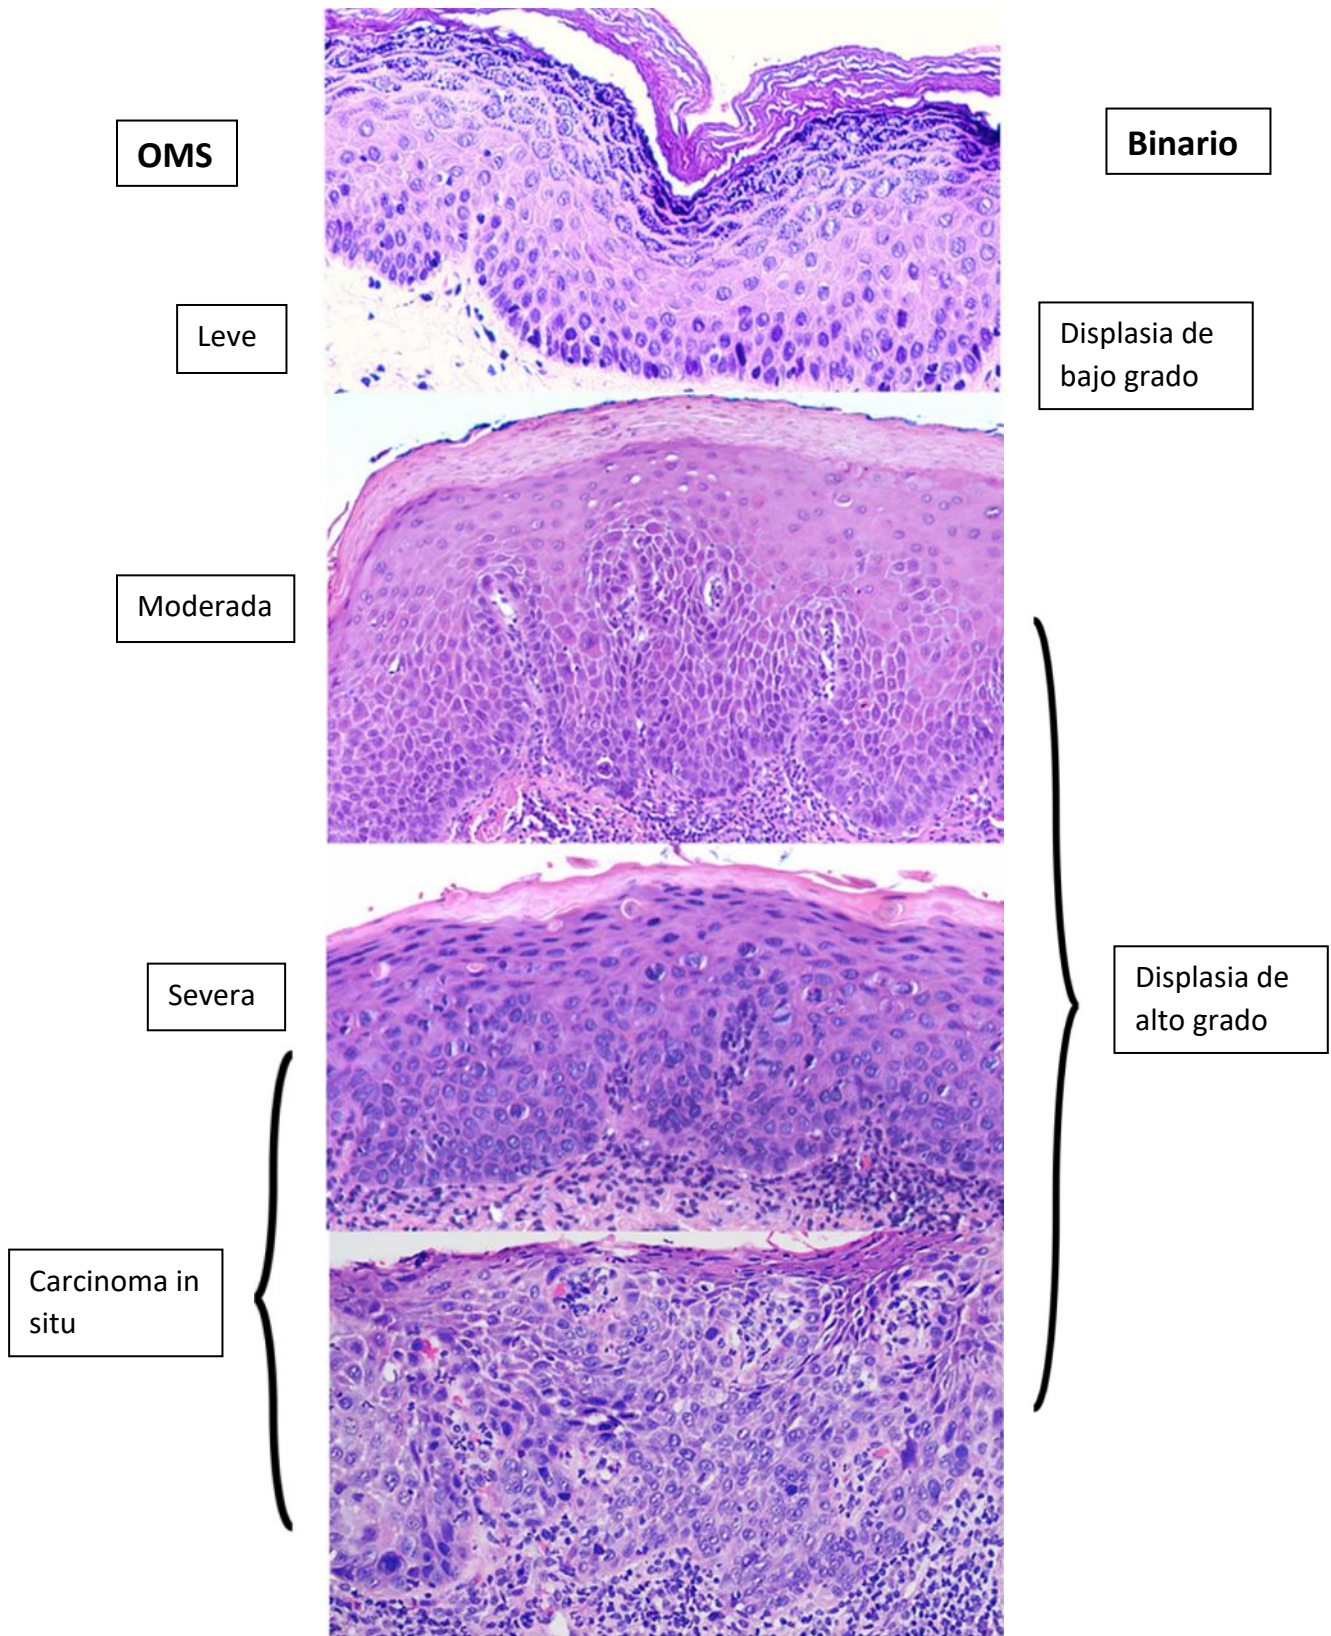 OMS
Binario
Leve
Displasia de
bajo grado
Moderada
Severa
Displasia de
alto grado
Carcinoma in
situ